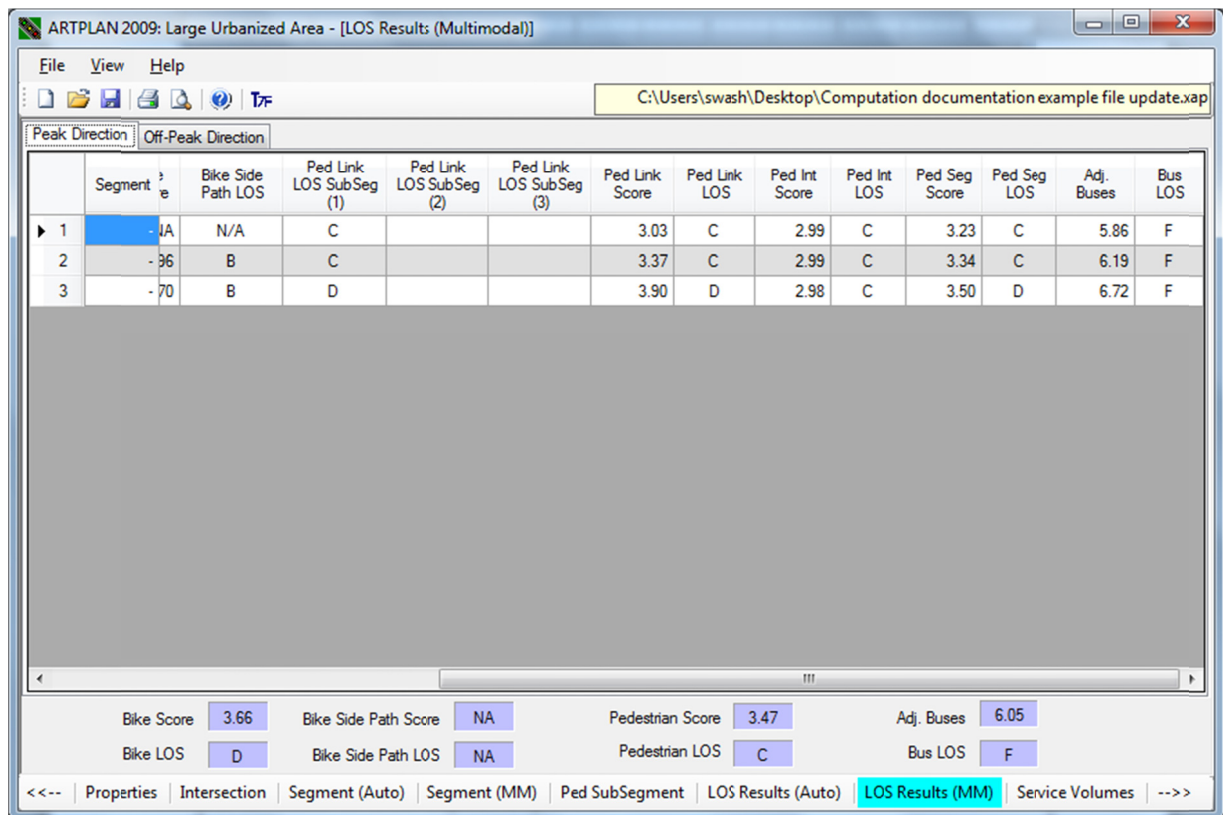 ARTPLAN 2009: Large Urbanized Area - [LOS Results (Multimodal)]
File View Help
C:\Users\swash\Desktop\Computation documentation example file update.xap
Peak Direction Off-Peak Direction
Segment Bike Side Path LOS Ped Link LOS SubSeg (1) Ped Link LOS SubSeg (2) Ped Link LOS SubSeg (3) Ped Link Score Ped Link LOS Ped Int Score Ped Int LOS Ped Seg Score Ped Seg LOS Adj. Buses Bus LOS
1 - NA N/A C 3.03 C 2.99 C 3.23 C 5.86 F
2 - 96 B C 3.37 C 2.99 C 3.34 C 6.19 F
3 - 70 B D 3.90 D 2.98 C 3.50 D 6.72 F
Bike Score 3.66 Bike Side Path Score NA Pedestrian Score 3.47 Adj. Buses 6.05
Bike LOS D Bike Side Path LOS NA Pedestrian LOS C Bus LOS F
<<-- Properties Intersection Segment (Auto) Segment (MM) Ped SubSegment LOS Results (Auto) LOS Results (MM) Service Volumes -->>